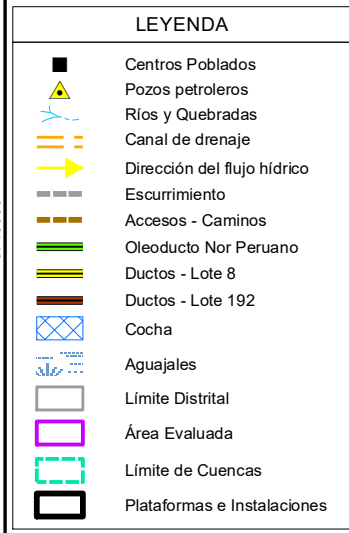 LEYENDA
Centros Poblados
Pozos petroleros
Ríos y Quebradas
Canal de drenaje
Dirección del flujo hídrico
Escurrimiento
Accesos - Caminos
Oleoducto Nor Peruano
Ductos - Lote 8
Ductos - Lote 192
Cocha
Aguajales
Límite Distrital
Área Evaluada
Límite de Cuencas
Plataformas e Instalaciones